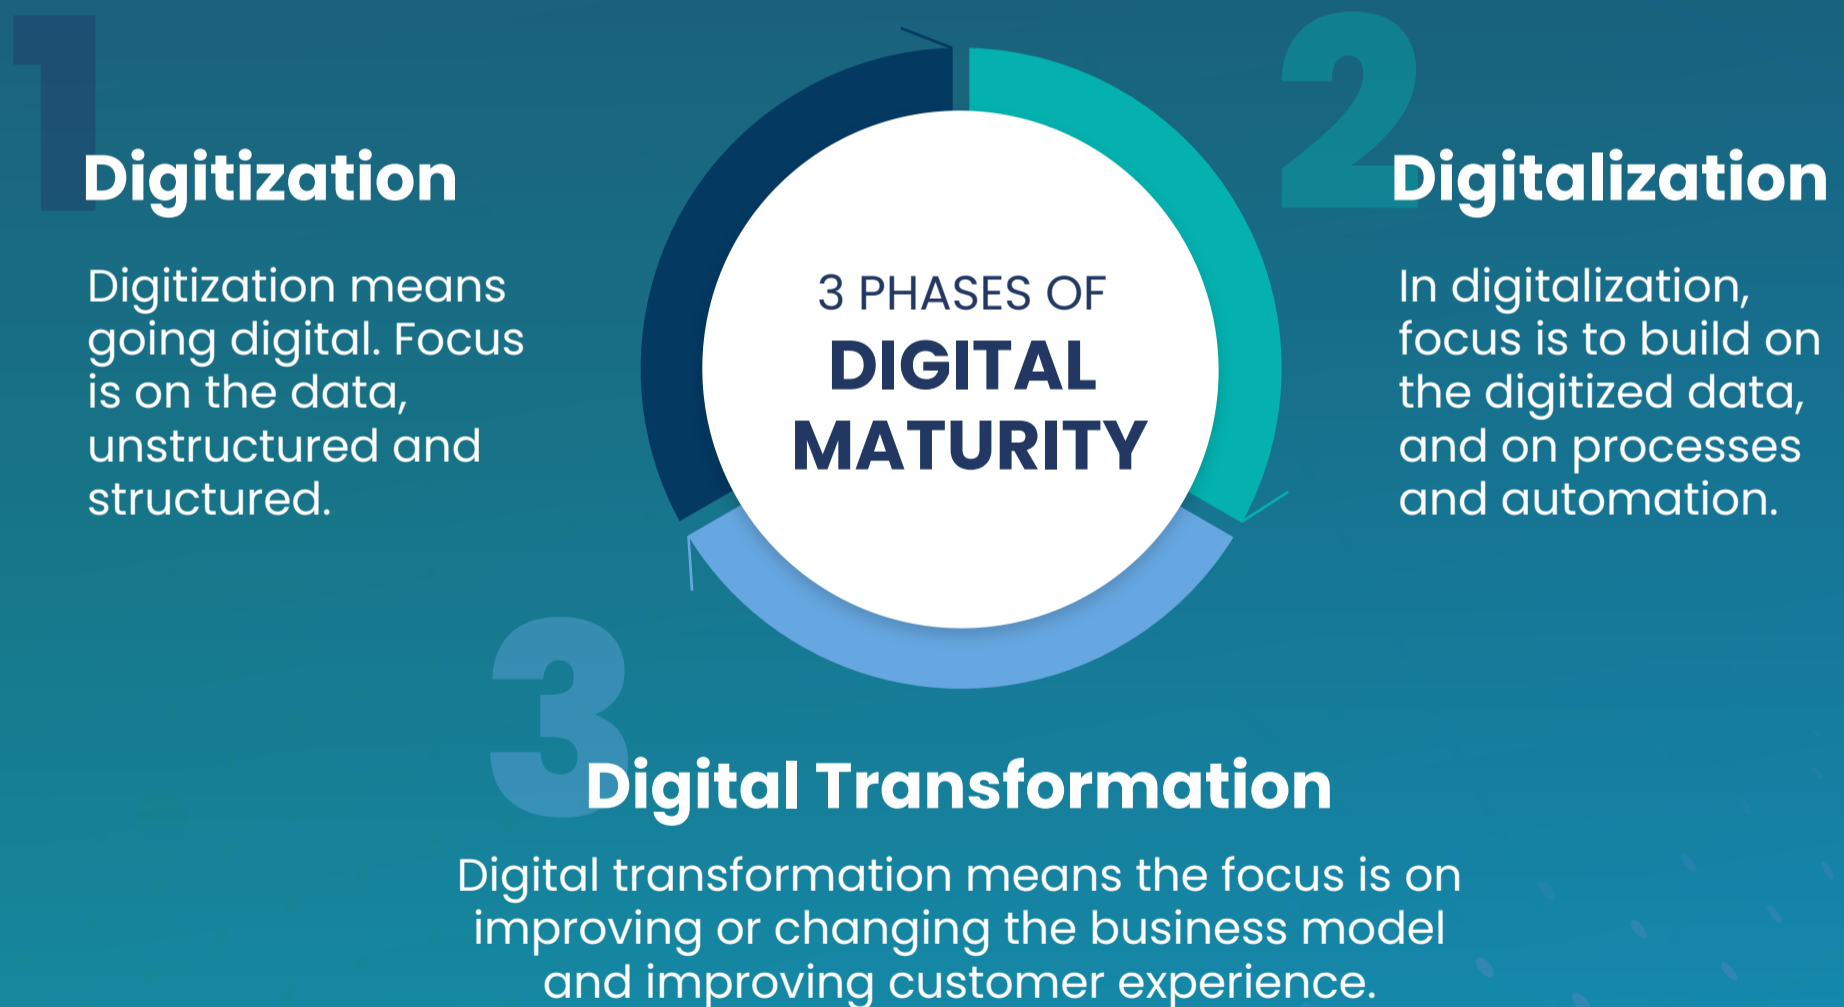 1
Digitization
Digitization means
going digital. Focus
is on the data,
unstructured and
structured.
3 PHASES OF
DIGITAL
MATURITY
2
Digitalization
In digitalization,
focus is to build on
the digitized data,
and on processes
and automation.
3
Digital Transformation
Digital transformation means the focus is on
improving or changing the business model
and improving customer experience.